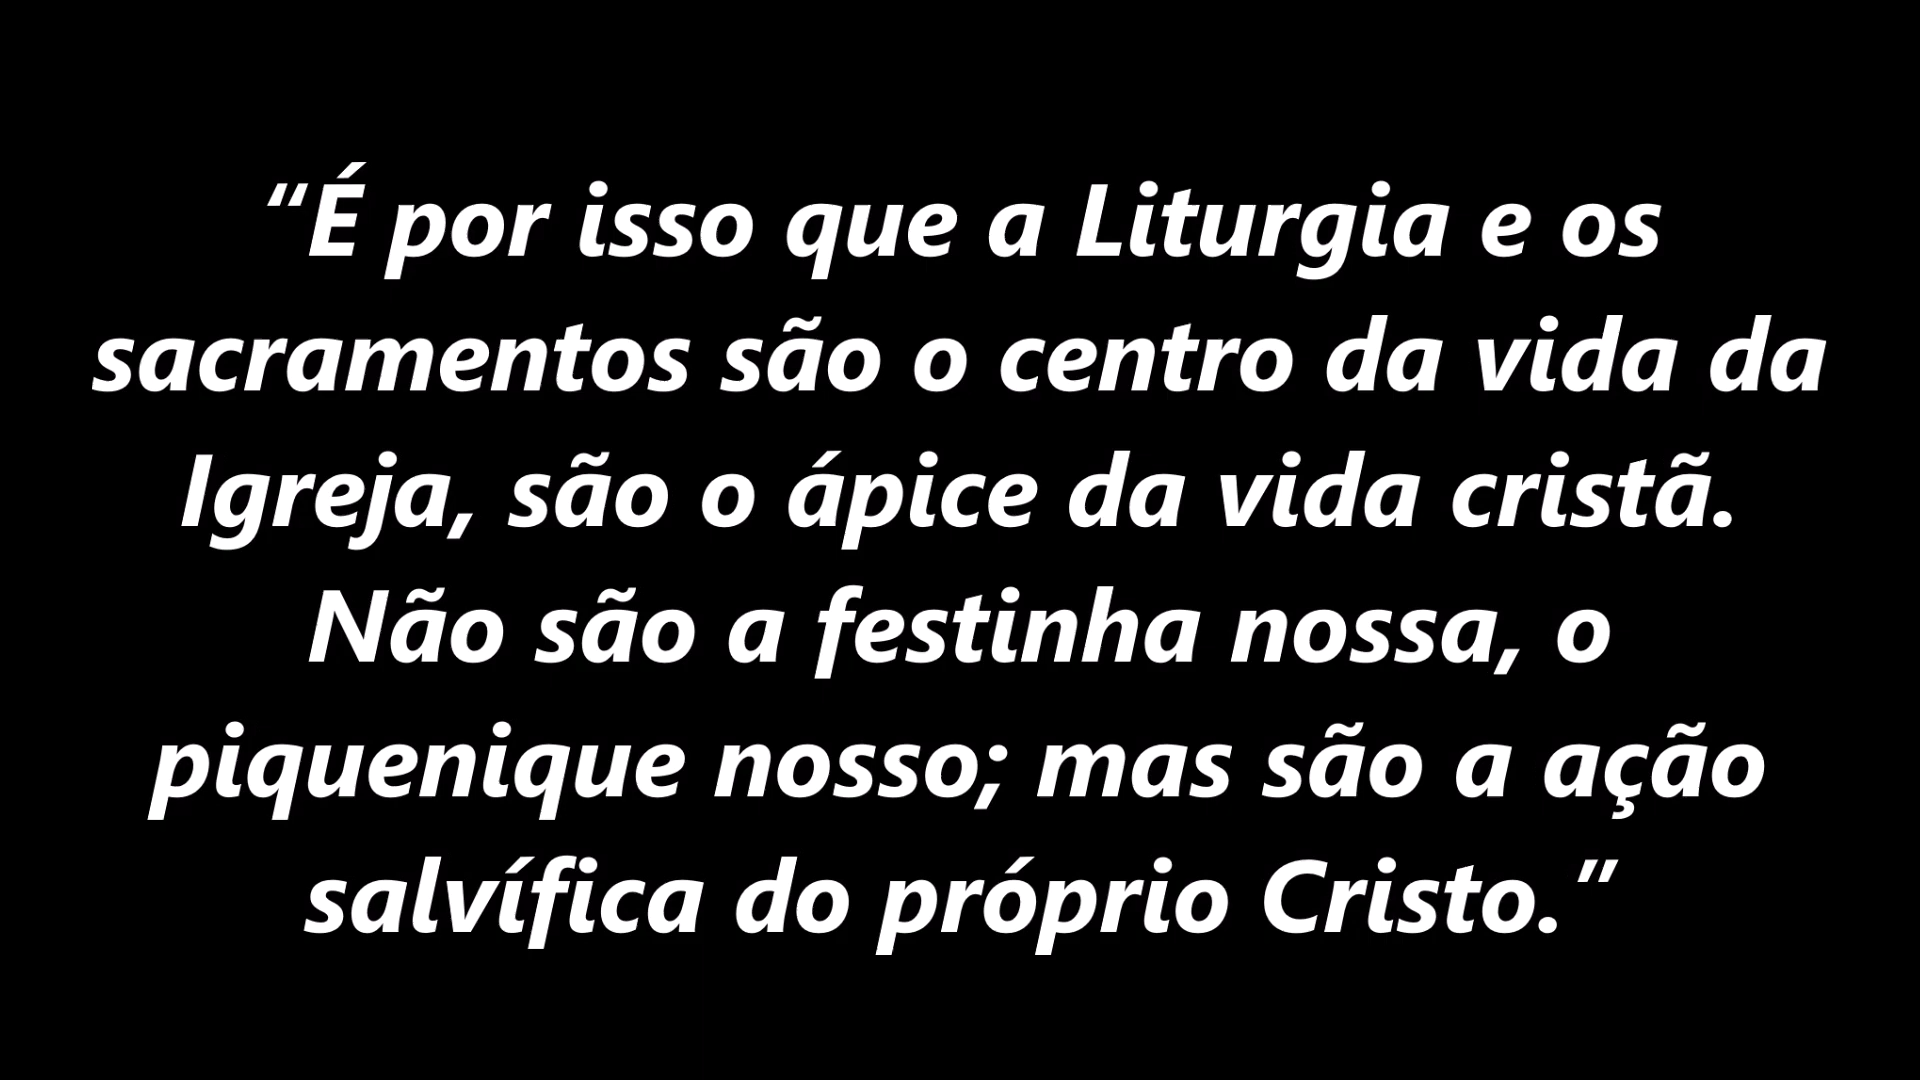 “É por isso que a Liturgia e os
sacramentos são o centro da vida da
Igreja, são o ápice da vida cristã.
Não são a festinha nossa, o
piquenique nosso; mas são a ação
salvífica do próprio Cristo.”